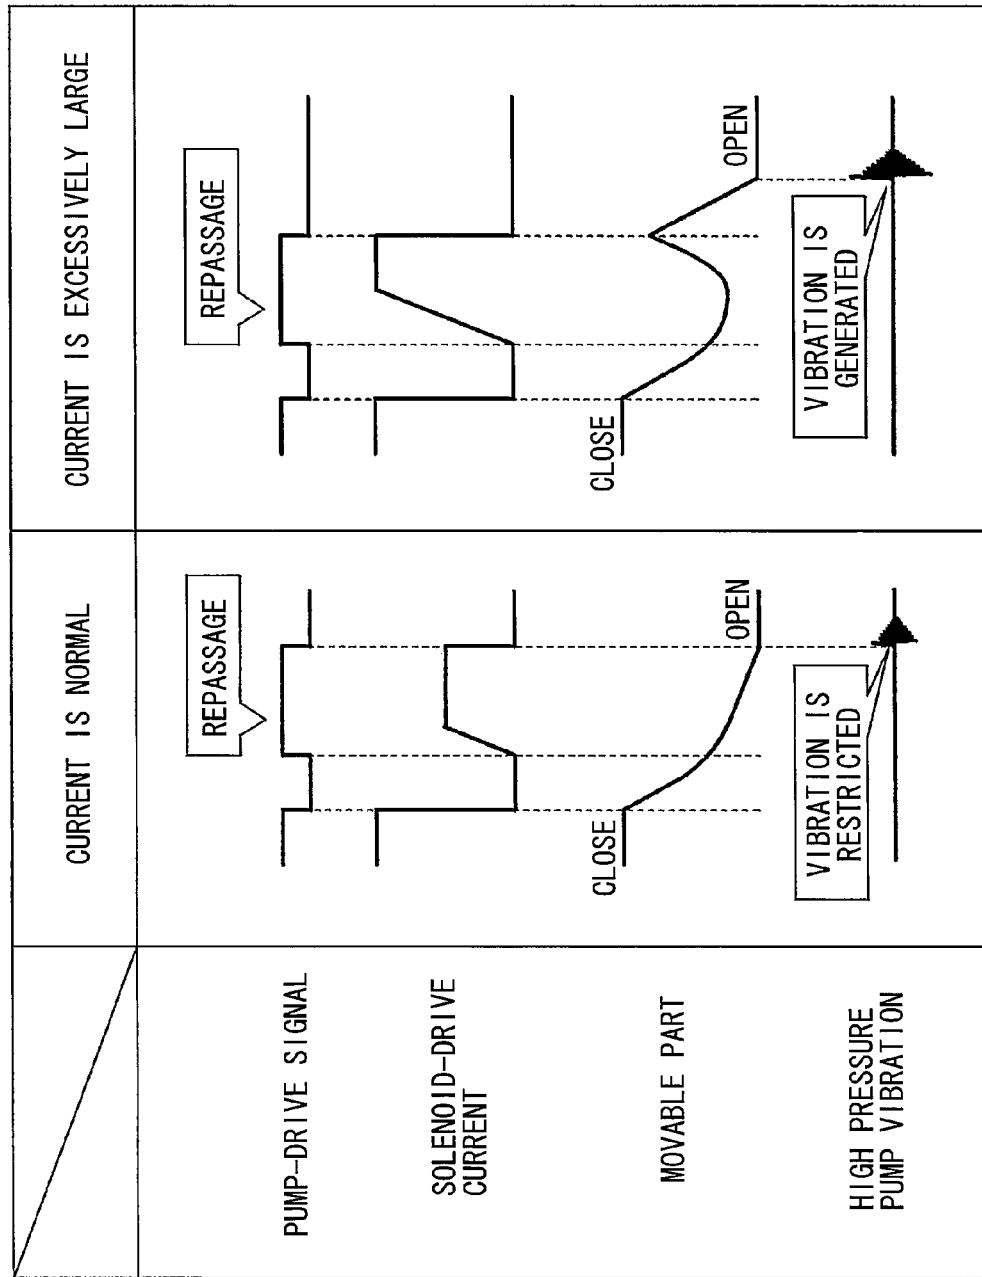 CURRENT IS NORMAL
CURRENT IS EXCESSIVELY LARGE
PUMP-DRIVE SIGNAL
REPASSAGE
REPASSAGE
SOLENOID-DRIVE
CURRENT
MOVABLE PART
CLOSE
OPEN
CLOSE
OPEN
HIGH PRESSURE
PUMP VIBRATION
VIBRATION IS
RESTRICTED
VIBRATION IS
GENERATED